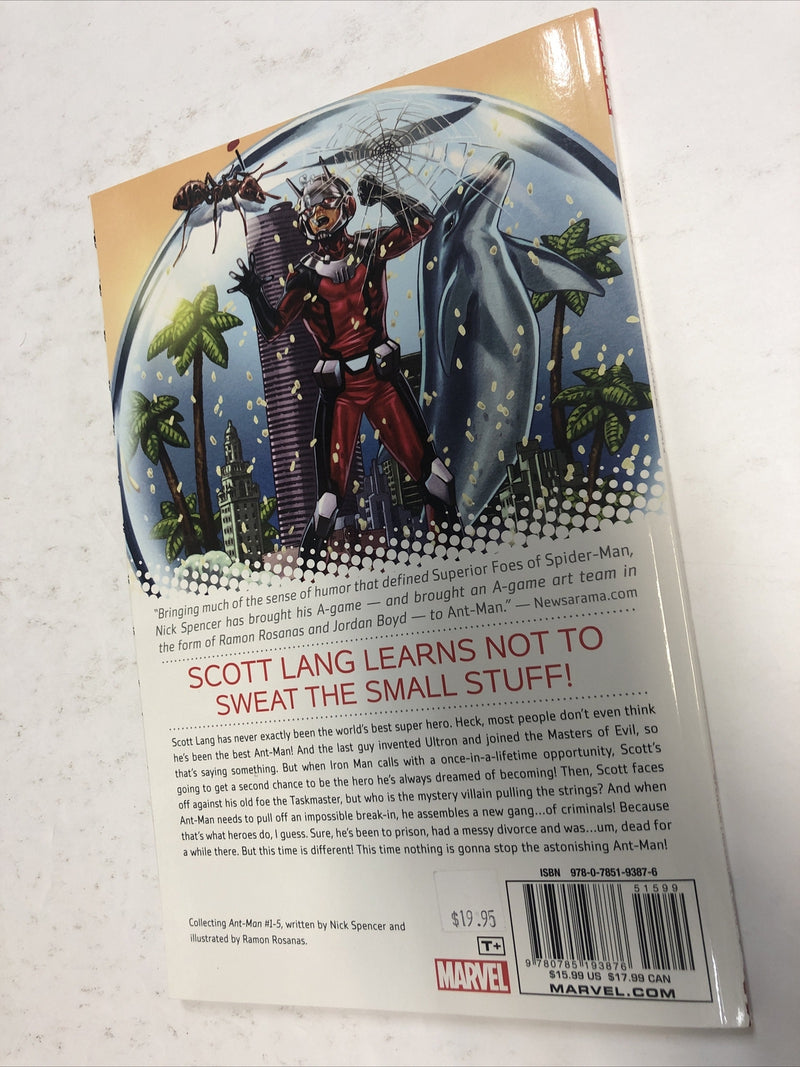 "Bringing much of the sense of humor that defined Superior Foes of Spider-Man,
Nick Spencer has brought his A-game — and brought an A-game art team in
the form of Ramon Rosanas and Jordan Boyd — to Ant-Man." — Newsarama.com
SCOTT LANG LEARNS NOT TO
SWEAT THE SMALL STUFF!
Scott Lang has never exactly been the world's best super hero. Heck, most people don't even think
he's been the best Ant-Man! And the last guy invented Ultron and joined the Masters of Evil, so
that's saying something. But when Iron Man calls with a once-in-a-lifetime opportunity, Scott's
going to get a second chance to be the hero he's always dreamed of becoming! Then, Scott faces
off against his old foe the Taskmaster, but who is the mystery villain pulling the strings? And when
Ant-Man needs to pull off an impossible break-in, he assembles a new gang...of criminals! Because
that's what heroes do, I guess. Sure, he's been to prison, had a messy divorce and was...um, dead for
a while there. But this time is different! This time nothing is gonna stop the astonishing Ant-Man!
Collecting Ant-Man #1-5, written by Nick Spencer and
illustrated by Ramon Rosanas.
$19.95
T+
MARVEL
ISBN 978-0-7851-9387-6
51599
9 780785 193876
$15.99 US $17.99 CAN
MARVEL.COM